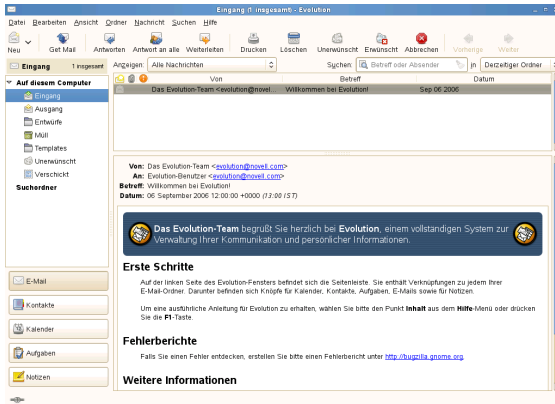 Eingang (1 insgesamt) - Evolution
Datei Bearbeiten Ansicht Ordner Nachricht Suchen Hilfe
Neu Get Mail Antworten Antwort an alle Weiterleiten Drucken Löschen Unerwünscht Erwünscht Abbrechen Vorherige Weiter
Eingang 1 insgesamt Anzeigen: Alle Nachrichten Suchen: Betreff oder Absender in Derzeitiger Ordner
Auf diesem Computer
Eingang
Ausgang
Entwürfe
Müll
Templates
Unerwünscht
Verschickt
Suchordner
E-Mail
Kontakte
Kalender
Aufgaben
Notizen
Von Betreff Datum
Das Evolution-Team <evolution@novel... Willkommen bei Evolution! Sep 06 2006
Von: Das Evolution-Team <evolution@novell.com>
An: Evolution-Benutzer <evolution@novell.com>
Betreff: Willkommen bei Evolution!
Datum: 06 September 2006 12:00:00 +0000 (13:00 IST)
Das Evolution-Team begrüßt Sie herzlich bei Evolution, einem vollständigen System zur
Verwaltung Ihrer Kommunikation und persönlicher Informationen.
Erste Schritte
Auf der linken Seite des Evolution-Fensters befindet sich die Seitenleiste. Sie enthält Verknüpfungen zu jedem Ihrer
E-Mail-Ordner. Darunter befinden sich Knöpfe für Kalender, Kontakte, Aufgaben, E-Mails sowie für Notizen.
Um eine ausführliche Anleitung für Evolution zu erhalten, wählen Sie bitte den Punkt Inhalt aus dem Hilfe-Menü oder drücken
Sie die F1-Taste.
Fehlerberichte
Falls Sie einen Fehler entdecken, erstellen Sie bitte einen Fehlerbericht unter http://bugzilla.gnome.org.
Weitere Informationen